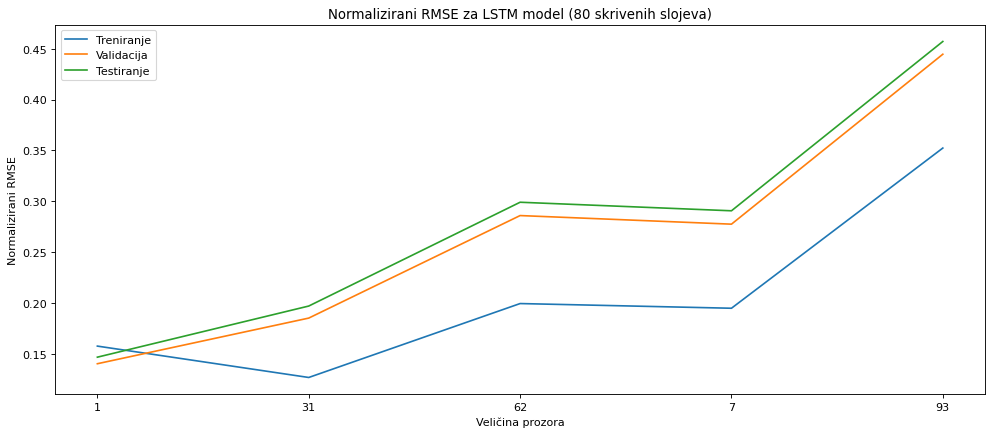 Normalizirani RMSE za LSTM model (80 skrivenih slojeva)
Treniranje
Validacija
Testiranje
0.45
0.40
0.35
0.30
0.25
0.20
0.15
Normalizirani RMSE
1 31 62 7 93
Veličina prozora